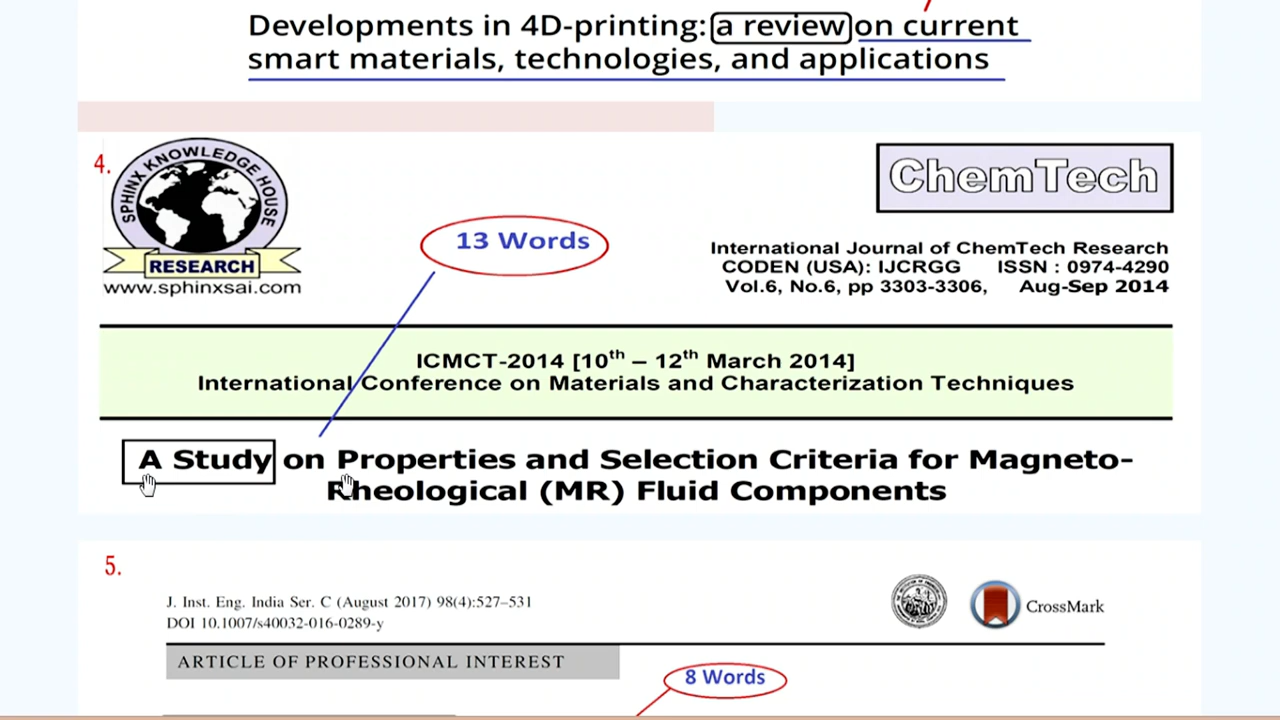 Developments in 4D-printing: a review on current
smart materials, technologies, and applications
4.
SPHINX KNOWLEDGE HOUSE
RESEARCH
www.sphinxsai.com
ChemTech
13 Words
International Journal of ChemTech Research
CODEN (USA): IJCRGG ISSN : 0974-4290
Vol.6, No.6, pp 3303-3306, Aug-Sep 2014
ICMCT-2014 [10th – 12th March 2014]
International Conference on Materials and Characterization Techniques
A Study on Properties and Selection Criteria for Magneto-
Rheological (MR) Fluid Components
5.
J. Inst. Eng. India Ser. C (August 2017) 98(4):527–531
DOI 10.1007/s40032-016-0289-y
CrossMark
ARTICLE OF PROFESSIONAL INTEREST
8 Words